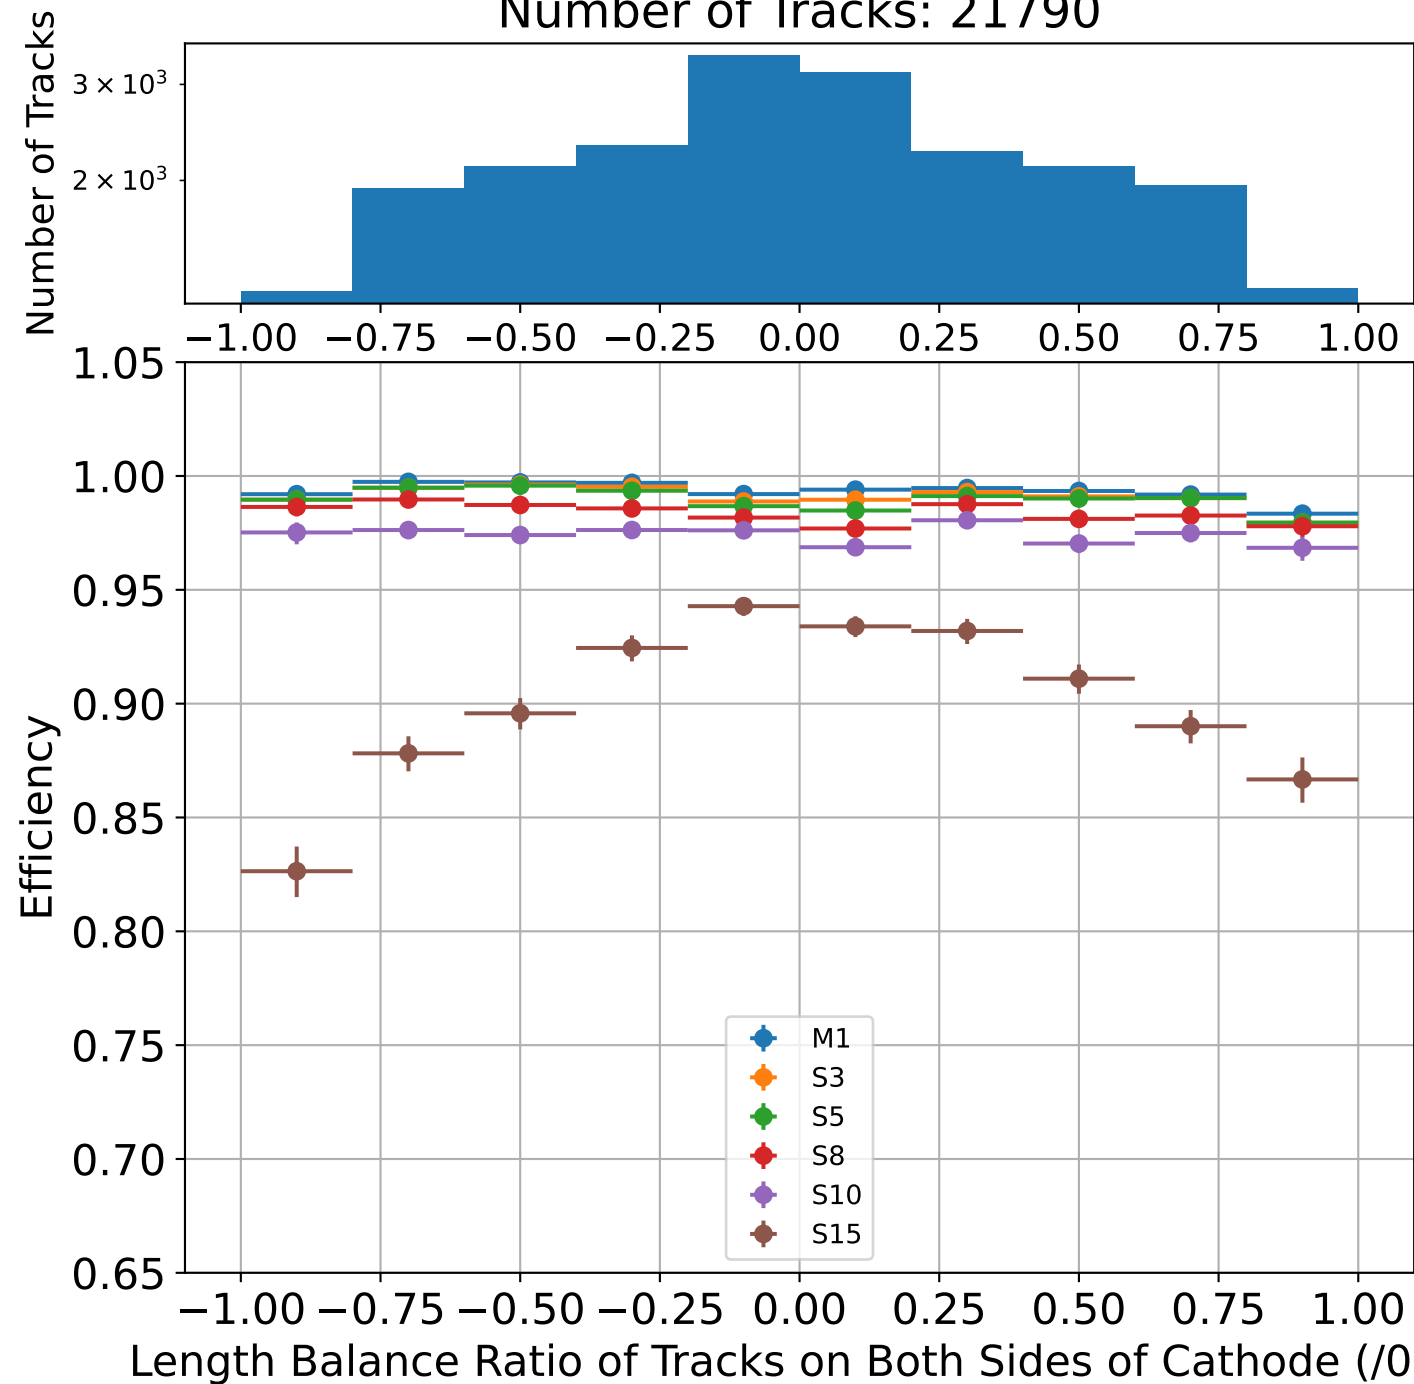 Number of Tracks: 21790
Number of Tracks
3 × 10³
2 × 10³
−1.00 −0.75 −0.50 −0.25 0.00 0.25 0.50 0.75 1.00
Efficiency
1.05
1.00
0.95
0.90
0.85
0.80
0.75
0.70
0.65
M1
S3
S5
S8
S10
S15
−1.00 −0.75 −0.50 −0.25 0.00 0.25 0.50 0.75 1.00
Length Balance Ratio of Tracks on Both Sides of Cathode (/0